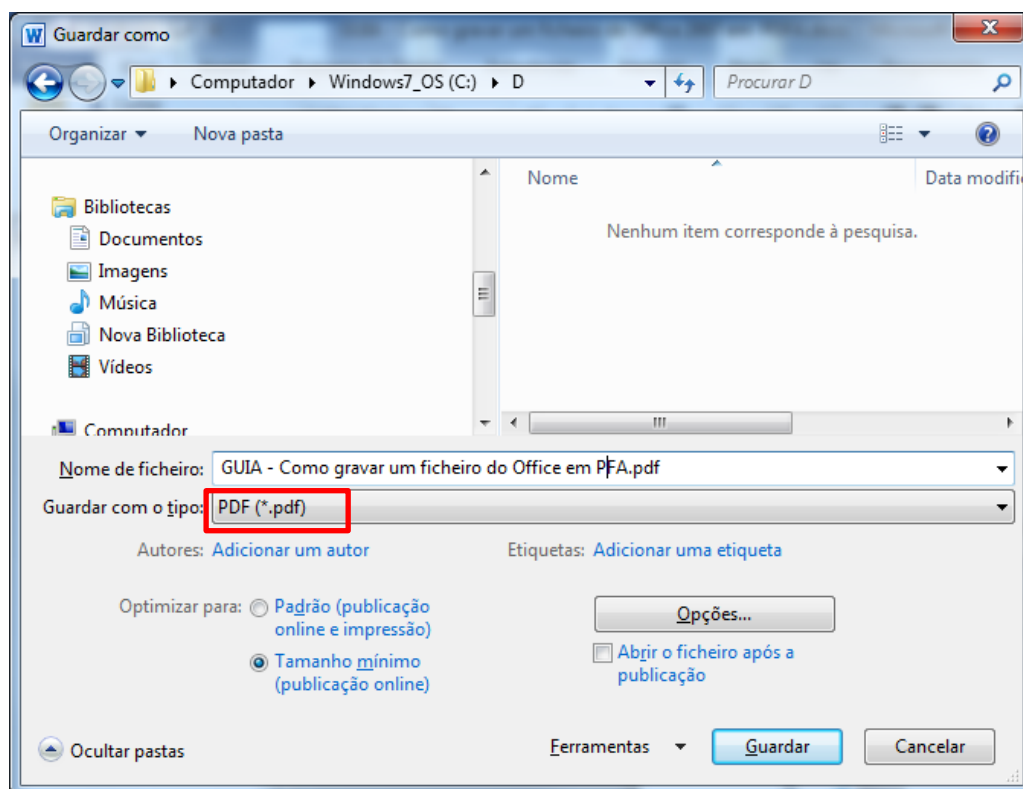 Guardar como
Computador Windows7_OS (C:) D
Procurar D
Organizar
Nova pasta
Bibliotecas
Documentos
Imagens
Música
Nova Biblioteca
Vídeos
Computador
Nome
Data modifi
Nenhum item corresponde à pesquisa.
Nome de ficheiro: GUIA - Como gravar um ficheiro do Office em PFA.pdf
Guardar com o tipo: PDF (*.pdf)
Autores: Adicionar um autor
Etiquetas: Adicionar uma etiqueta
Optimizar para:
Padrão (publicação
online e impressão)
Tamanho mínimo
(publicação online)
Opções...
Abrir o ficheiro após a
publicação
Ocultar pastas
Ferramentas
Guardar
Cancelar